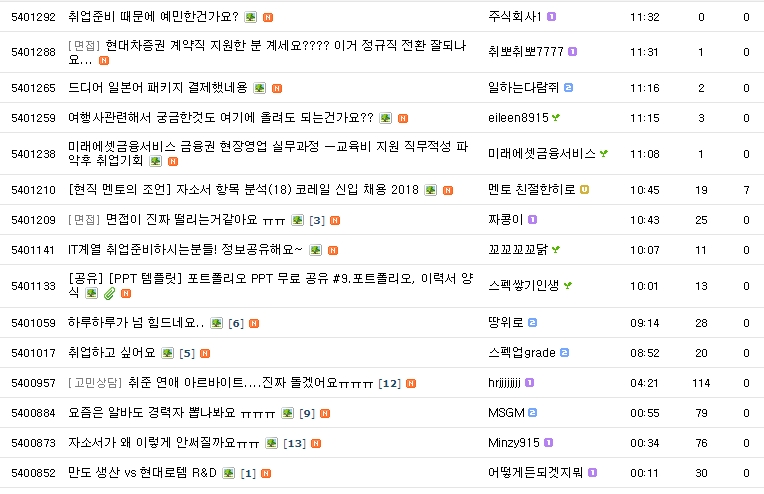 5401292 취업준비 때문에 예민한건가요? N 주식회사1 1 11:32 0 0
5401288 [면접] 현대차증권 계약직 지원한 분 계세요???? 이거 정규직 전환 잘되나 취뽀취뽀7777 1 11:31 1 0
요... N
5401265 드디어 일본어 패키지 결제했네용 N 일하는다람쥐 2 11:16 2 0
5401259 여행사관련해서 궁금한것도 여기에 올려도 되는건가요?? N eileen8915 11:15 3 0
5401238 미래에셋금융서비스 금융권 현장영업 실무과정 ㅡ교육비 지원 직무적성 파 미래에셋금융서비스 11:08 1 0
악후 취업기회 N
5401210 [현직 멘토의 조언] 자소서 항목 분석(18) 코레일 신입 채용 2018 N 멘토 친절한히로 U 10:45 19 7
5401209 [면접] 면접이 진짜 떨리는거같아요 ㅠㅠ [3] N 짜콩이 1 10:43 25 0
5401141 IT계열 취업준비하시는분들! 정보공유해요~ N 꼬꼬꼬꼬닭 10:07 11 0
5401133 [공유] [PPT 템플릿] 포트폴리오 PPT 무료 공유 #9.포트폴리오, 이력서 양 스펙쌓기인생 10:01 13 0
식 N
5401059 하루하루가 넘 힘드네요.. [6] N 땅위로 2 09:14 28 0
5401017 취업하고 싶어요 [5] N 스펙업grade 2 08:52 20 0
5400957 [고민상담] 취준 연애 아르바이트....진짜 돌겠어요ㅠㅠㅠ [12] N hrjjjjjjj 1 04:21 114 0
5400884 요즘은 알바도 경력자 뽑나봐요 ㅠㅠㅠ [9] N MSGM 2 00:55 79 0
5400873 자소서가 왜 이렇게 안써질까요ㅠㅠ [13] N Minzy915 1 00:34 76 0
5400852 만도 생산 vs 현대로템 R&D [1] N 어떻게든되겟지뭐 1 00:11 30 0